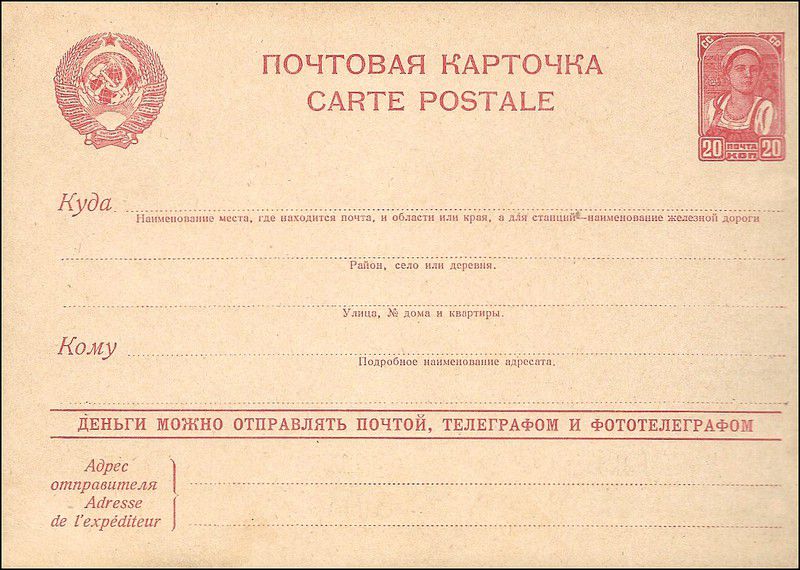 ПОЧТОВАЯ КАРТОЧКА
CARTE POSTALE
СС СР
20 ПОЧТА КОП 20
Куда
Наименование места, где находится почта, и области или края, а для станций—наименование железной дороги
Район, село или деревня.
Улица, № дома и квартиры.
Кому
Подробное наименование адресата.
ДЕНЬГИ МОЖНО ОТПРАВЛЯТЬ ПОЧТОЙ, ТЕЛЕГРАФОМ И ФОТОТЕЛЕГРАФОМ
Адрес
отправителя
Adresse
de l'expéditeur